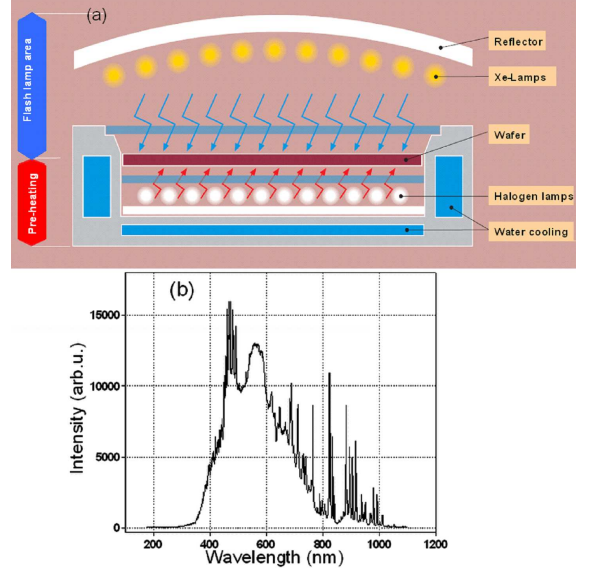 (a)
Flash lamp area
Pre-heating
Reflector
Xe-Lamps
Wafer
Halogen lamps
Water cooling
(b)
Intensity (arb.u.)
15000
10000
5000
0
200 400 600 800 1000 1200
Wavelength (nm)